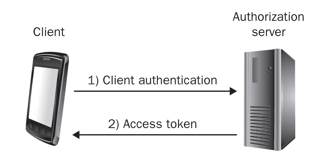 Client
Authorization
server
1) Client authentication
2) Access token